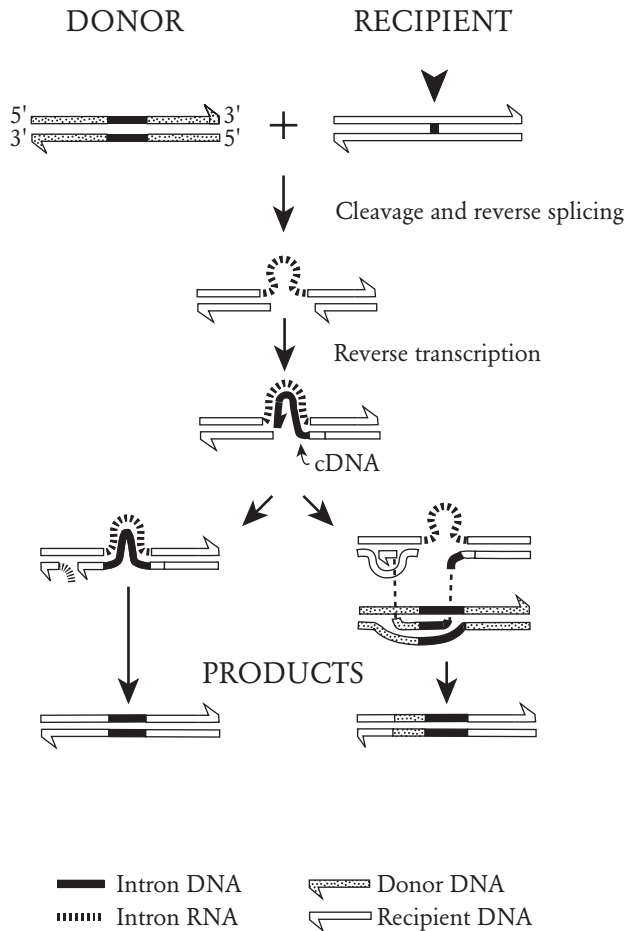 DONOR
RECIPIENT
5' 3'
3' 5'
+
Cleavage and reverse splicing
Reverse transcription
cDNA
PRODUCTS
Intron DNA
Donor DNA
Intron RNA
Recipient DNA